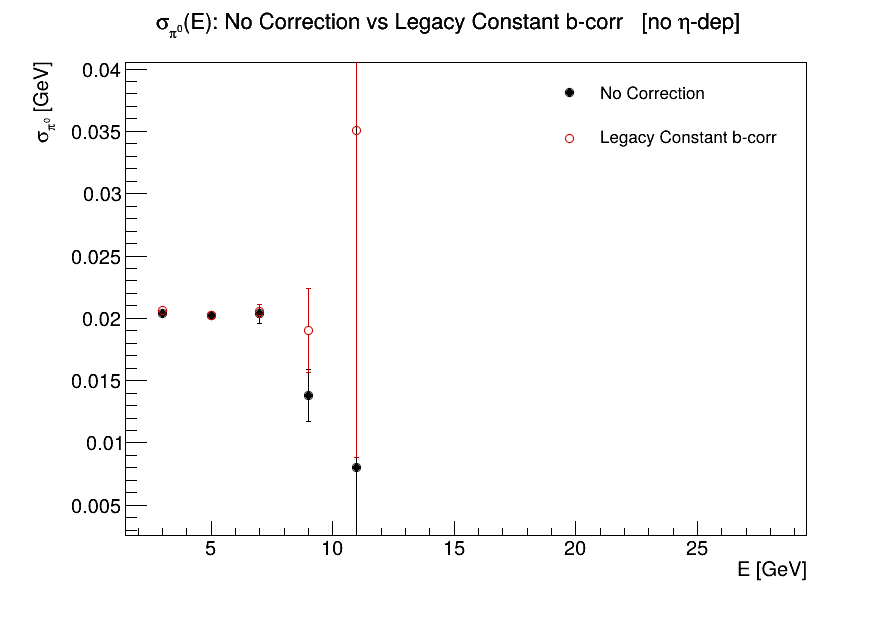 σπ⁰(E): No Correction vs Legacy Constant b-corr [no η-dep]
σπ⁰ [GeV]
0.04
0.035
0.03
0.025
0.02
0.015
0.01
0.005
No Correction
Legacy Constant b-corr
5 10 15 20 25
E [GeV]